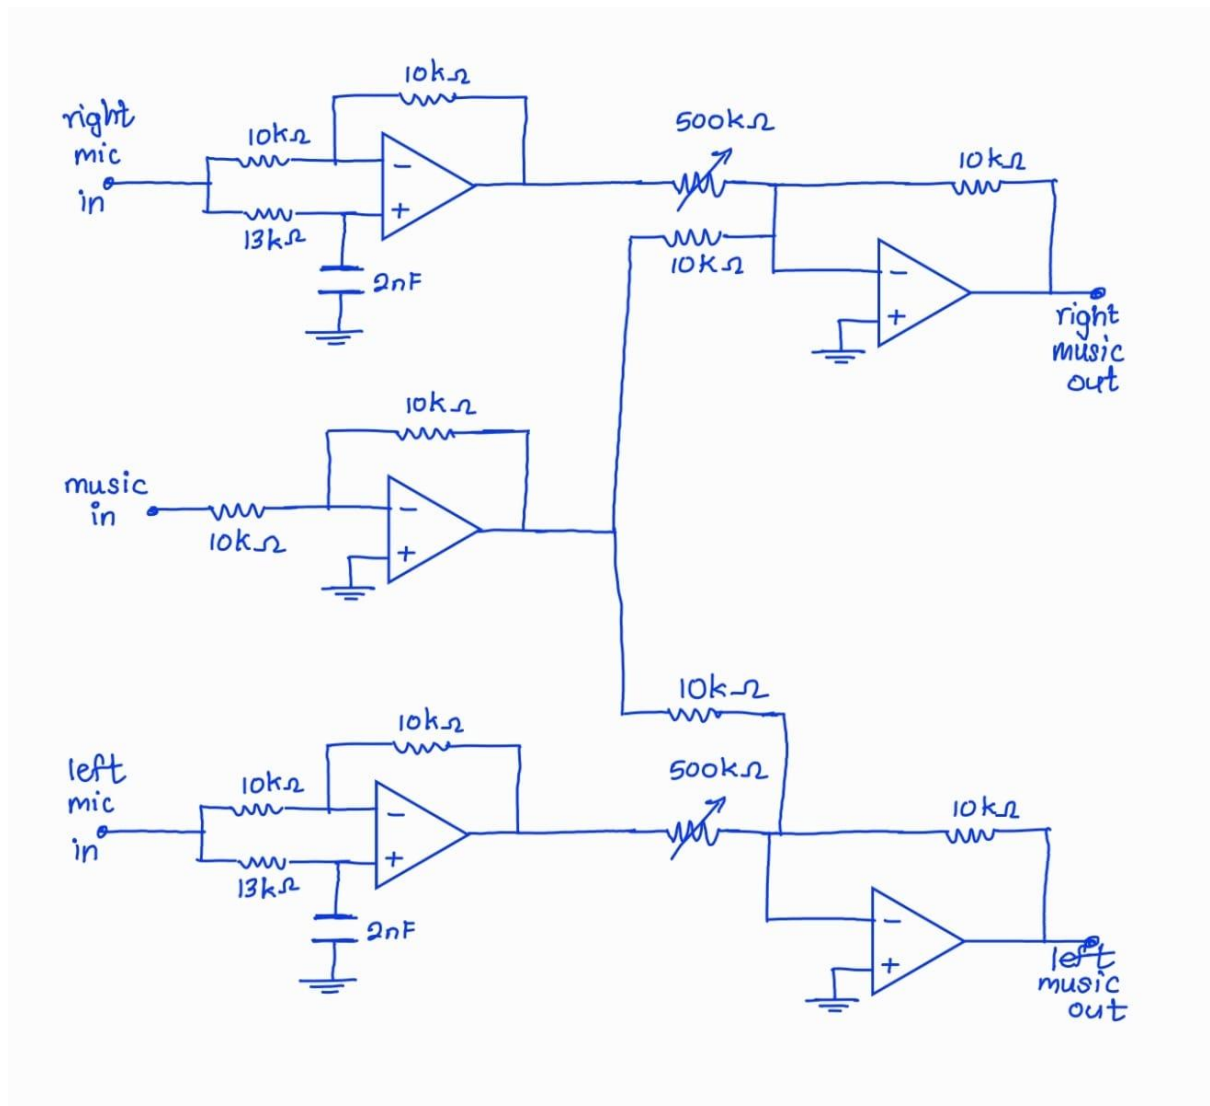 10kΩ
right
mic
in
10kΩ
-
+
13kΩ
2nF
500kΩ
10kΩ
10kΩ
-
+
right
music
out
10kΩ
music
in
10kΩ
-
+
10kΩ
10kΩ
left
mic
in
10kΩ
-
+
13kΩ
2nF
500kΩ
10kΩ
-
+
left
music
out